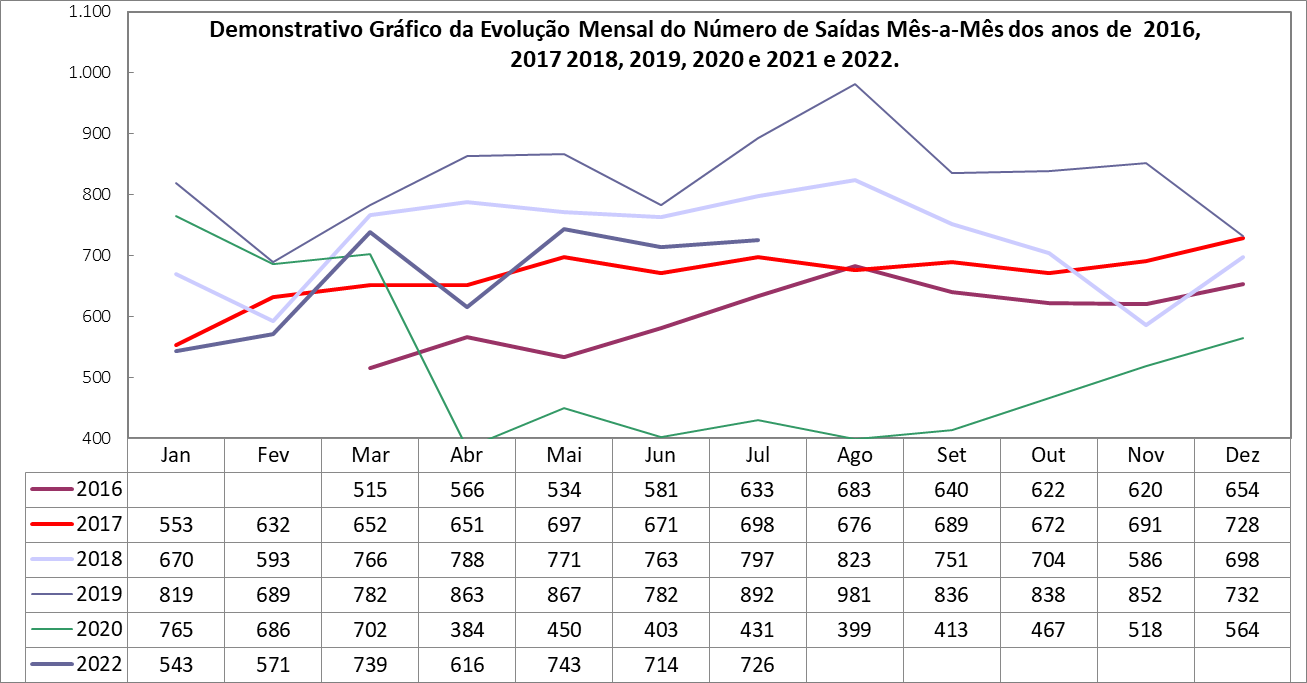 Demonstrativo Gráfico da Evolução Mensal do Número de Saídas Mês-a-Mês dos anos de 2016,
2017 2018, 2019, 2020 e 2021 e 2022.
1.100
1.000
900
800
700
600
500
400
Jan Fev Mar Abr Mai Jun Jul Ago Set Out Nov Dez
2016 515 566 534 581 633 683 640 622 620 654
2017 553 632 652 651 697 671 698 676 689 672 691 728
2018 670 593 766 788 771 763 797 823 751 704 586 698
2019 819 689 782 863 867 782 892 981 836 838 852 732
2020 765 686 702 384 450 403 431 399 413 467 518 564
2022 543 571 739 616 743 714 726